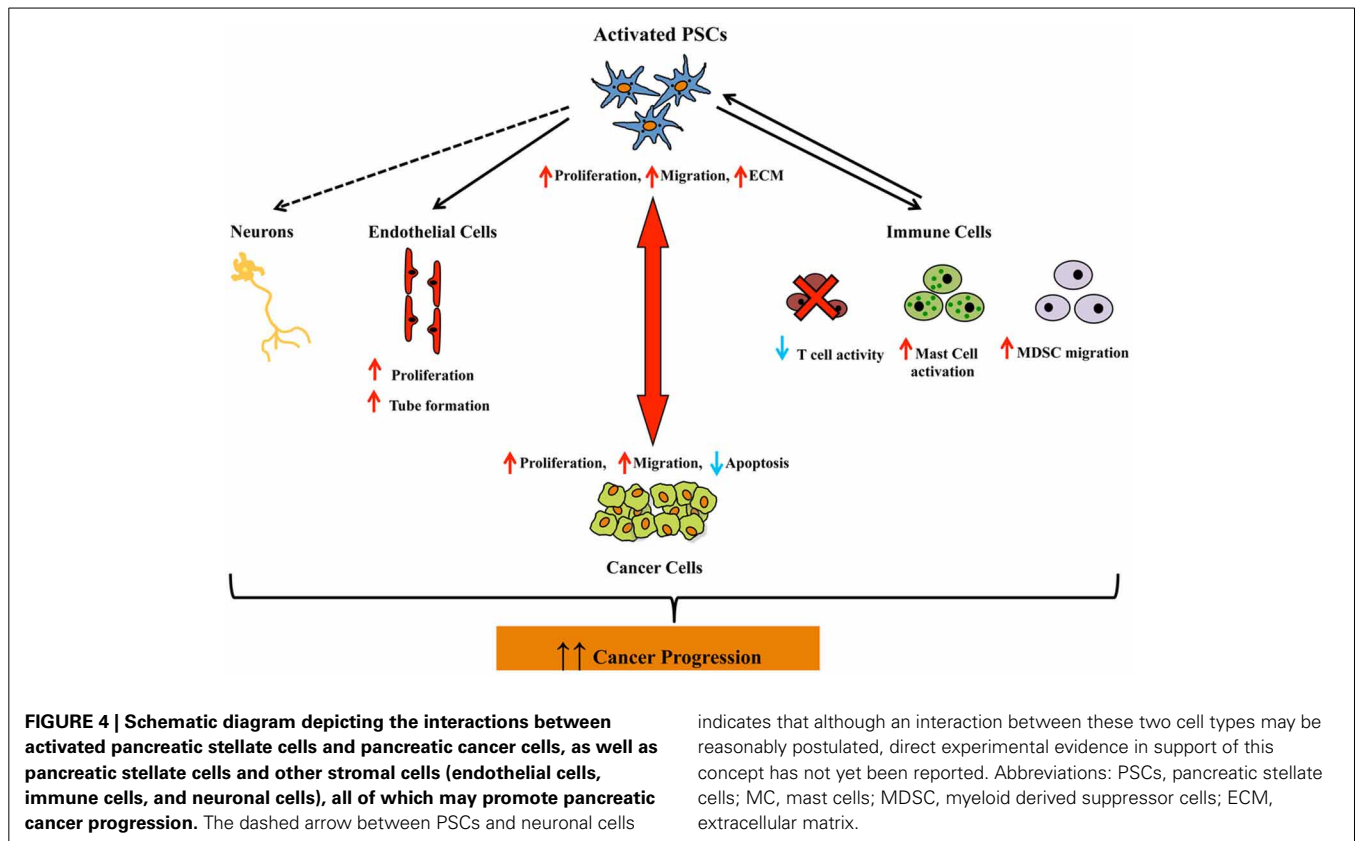 Activated PSCs
↑Proliferation, ↑Migration, ↑ECM
Neurons
Endothelial Cells
Immune Cells
↑ Proliferation
↑ Tube formation
↓ T cell activity
↑ Mast Cell
activation
↑ MDSC migration
↑Proliferation, ↑Migration, ↓Apoptosis
Cancer Cells
↑↑ Cancer Progression
FIGURE 4 | Schematic diagram depicting the interactions between
activated pancreatic stellate cells and pancreatic cancer cells, as well as
pancreatic stellate cells and other stromal cells (endothelial cells,
immune cells, and neuronal cells), all of which may promote pancreatic
cancer progression. The dashed arrow between PSCs and neuronal cells
indicates that although an interaction between these two cell types may be
reasonably postulated, direct experimental evidence in support of this
concept has not yet been reported. Abbreviations: PSCs, pancreatic stellate
cells; MC, mast cells; MDSC, myeloid derived suppressor cells; ECM,
extracellular matrix.